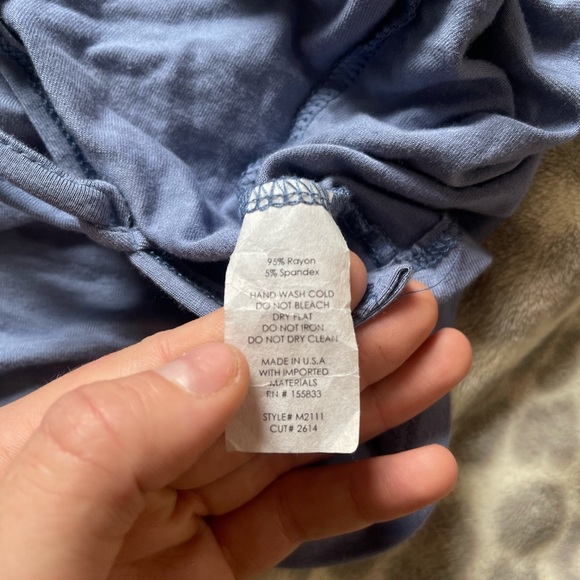 95% Rayon
5% Spandex
HAND WASH COLD
DO NOT BLEACH
DRY FLAT
DO NOT IRON
DO NOT DRY CLEAN
MADE IN U.S.A
WITH IMPORTED
MATERIALS
RN # 155833
STYLE# M2111
CUT# 2614